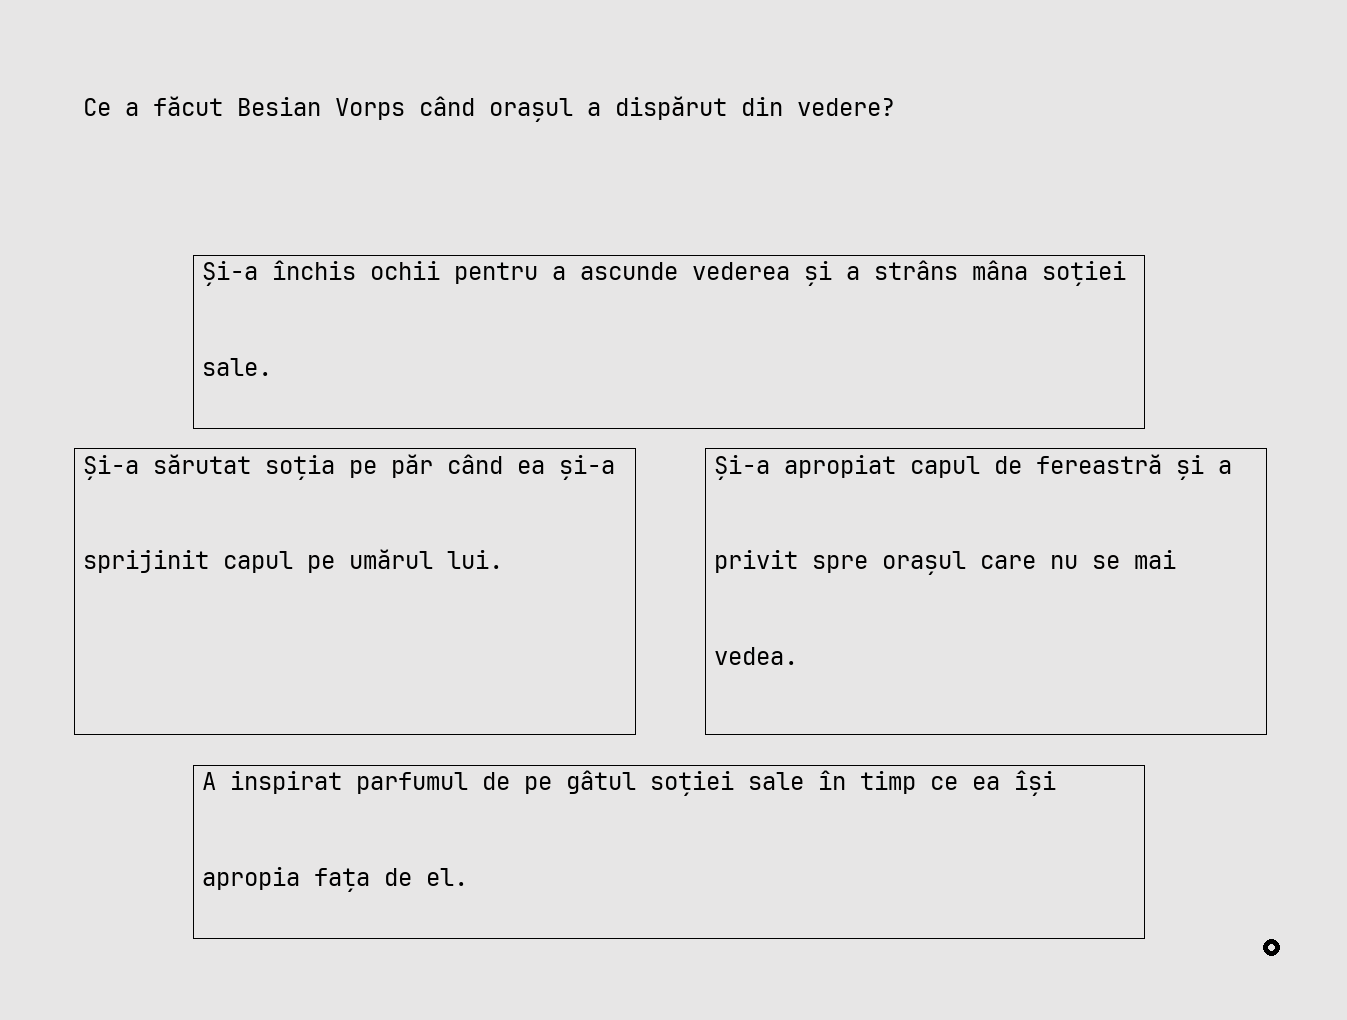 Ce a făcut Besian Vorps când orașul a dispărut din vedere?
Și-a închis ochii pentru a ascunde vederea și a strâns mâna soției
sale.
Și-a sărutat soția pe păr când ea și-a
sprijinit capul pe umărul lui.
Și-a apropiat capul de fereastră și a
privit spre orașul care nu se mai
vedea.
A inspirat parfumul de pe gâtul soției sale în timp ce ea își
apropia fața de el.